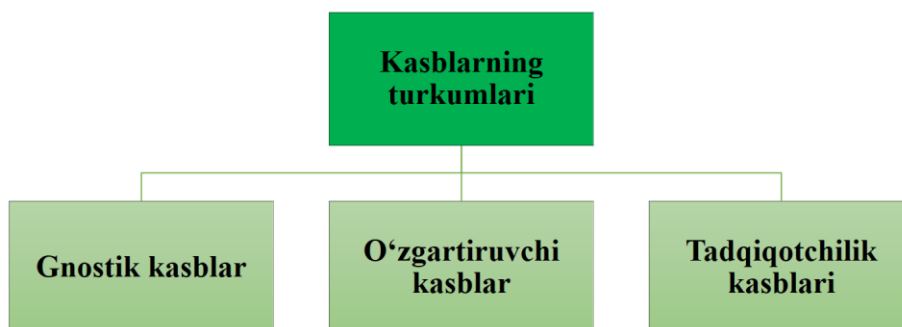 Kasblarning
turkumlari
Gnostik kasblar
O‘zgartiruvchi
kasblar
Tadqiqotchilik
kasblari